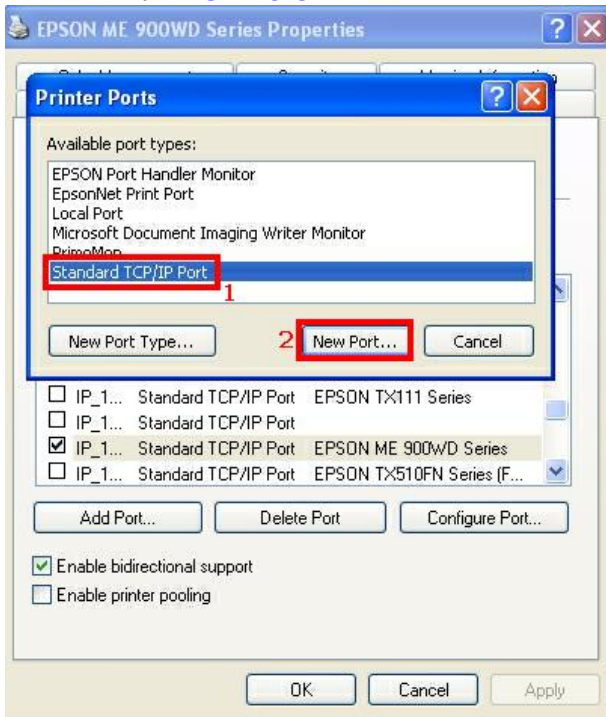 EPSON ME 900WD Series Properties
Printer Ports
Available port types:
EPSON Port Handler Monitor
EpsonNet Print Port
Local Port
Microsoft Document Imaging Writer Monitor
PrimoMon
Standard TCP/IP Port
1
New Port Type...
2
New Port...
Cancel
IP_1... Standard TCP/IP Port EPSON TX111 Series
IP_1... Standard TCP/IP Port
IP_1... Standard TCP/IP Port EPSON ME 900WD Series
IP_1... Standard TCP/IP Port EPSON TX510FN Series (F...
Add Port...
Delete Port
Configure Port...
Enable bidirectional support
Enable printer pooling
OK
Cancel
Apply